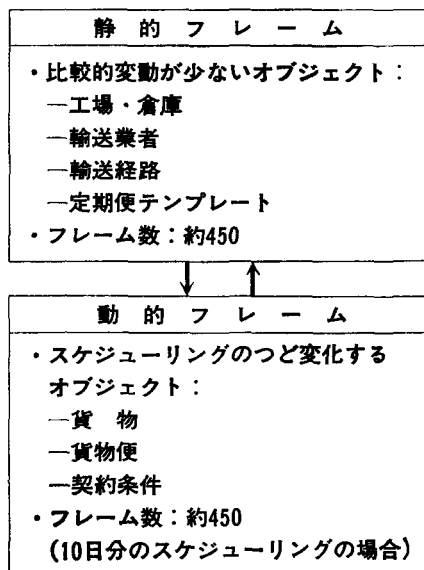 静的フレーム
・比較的変動が少ないオブジェクト：
―工場・倉庫
―輸送業者
―輸送経路
―定期便テンプレート
・フレーム数：約450
動的フレーム
・スケジューリングのつど変化する
オブジェクト：
―貨　物
―貨物便
―契約条件
・フレーム数：約450
(10日分のスケジューリングの場合)